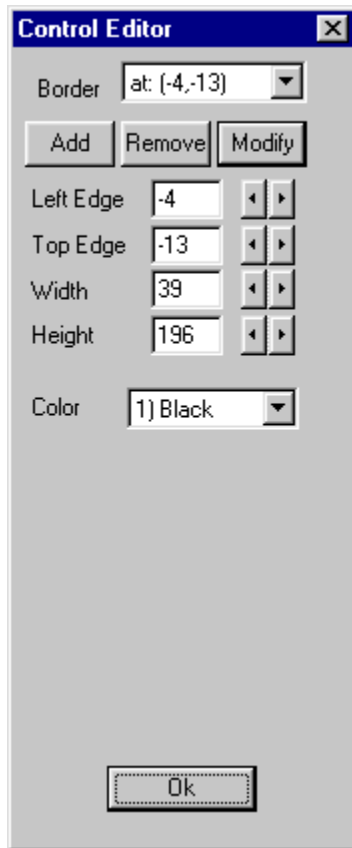 Control Editor
Border at: (-4,-13)
Add Remove Modify
Left Edge -4
Top Edge -13
Width 39
Height 196
Color 1) Black
Ok